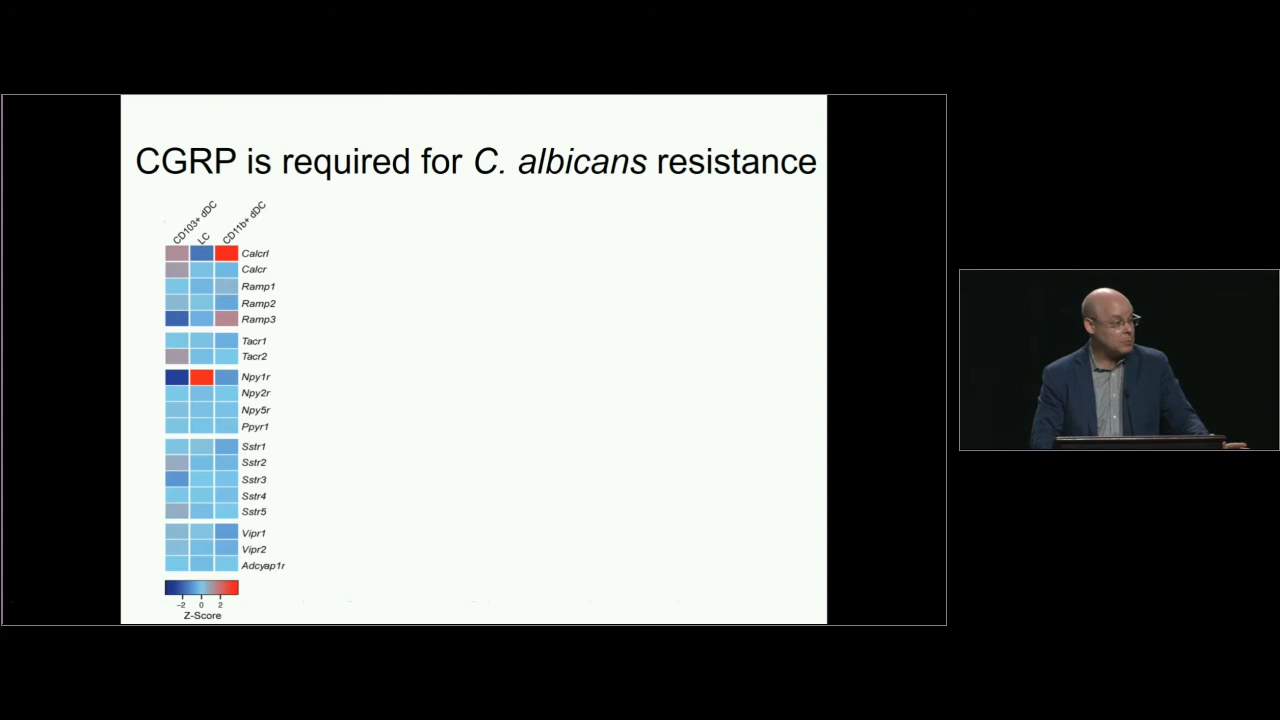 CGRP is required for C. albicans resistance
CD103+ dDC
LC
CD11b+ dDC
Calcrl
Calcr
Ramp1
Ramp2
Ramp3
Tacr1
Tacr2
Npy1r
Npy2r
Npy5r
Ppyr1
Sstr1
Sstr2
Sstr3
Sstr4
Sstr5
Vipr1
Vipr2
Adcyap1r
-2 0 2
Z-Score